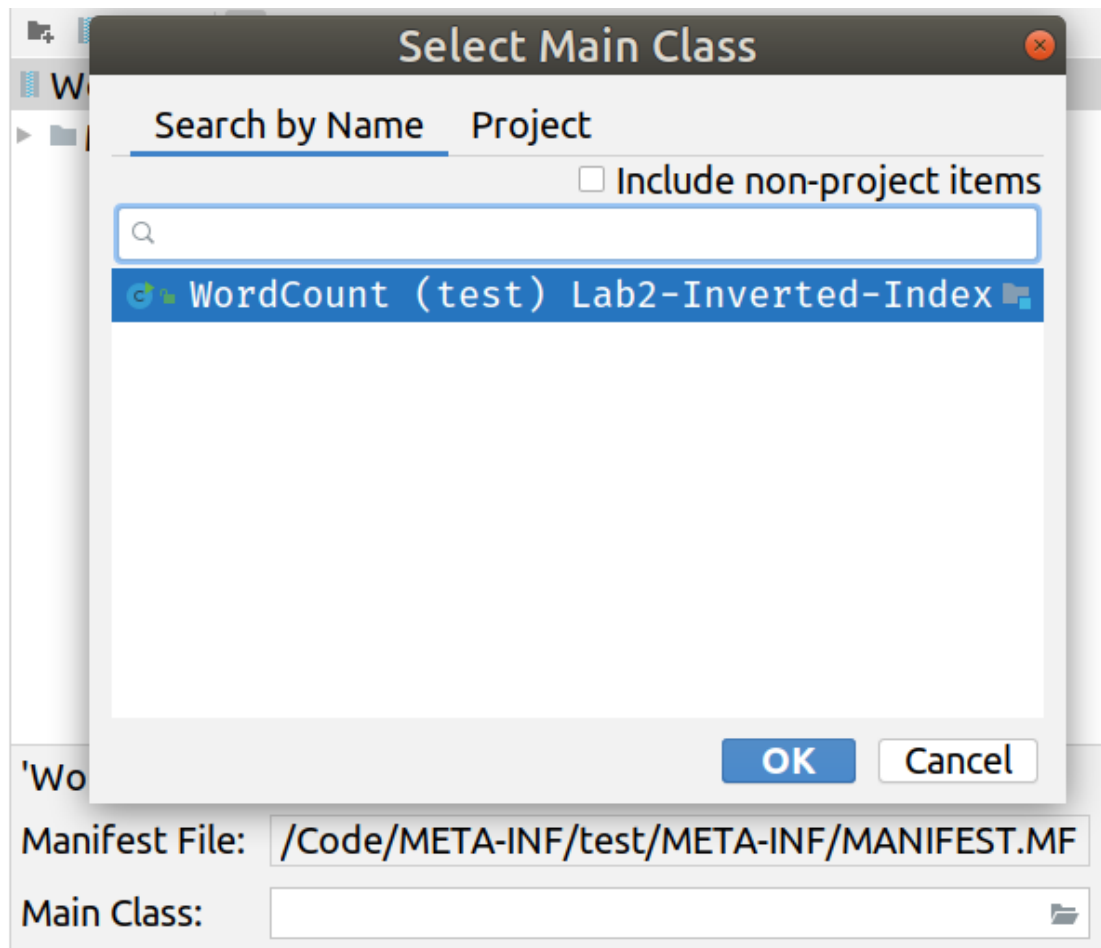 Select Main Class
W
Search by Name Project
Include non-project items
WordCount (test) Lab2-Inverted-Index
OK Cancel
'Wo
Manifest File: /Code/META-INF/test/META-INF/MANIFEST.MF
Main Class: